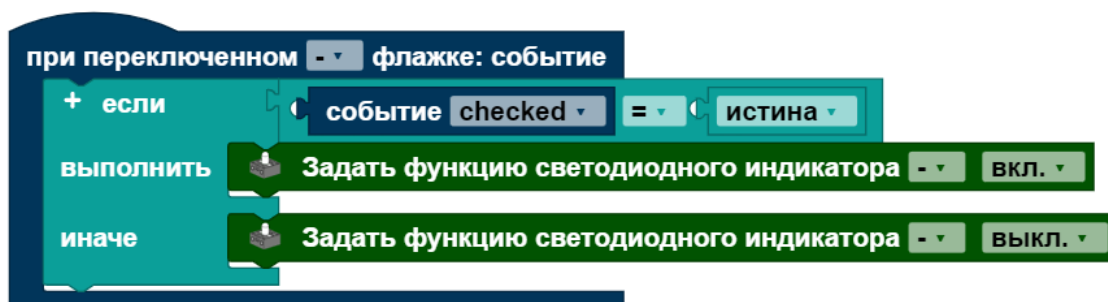 при переключенном - флажке: событие
+ если событие checked = истина
выполнить Задать функцию светодиодного индикатора - вкл.
иначе Задать функцию светодиодного индикатора - выкл.